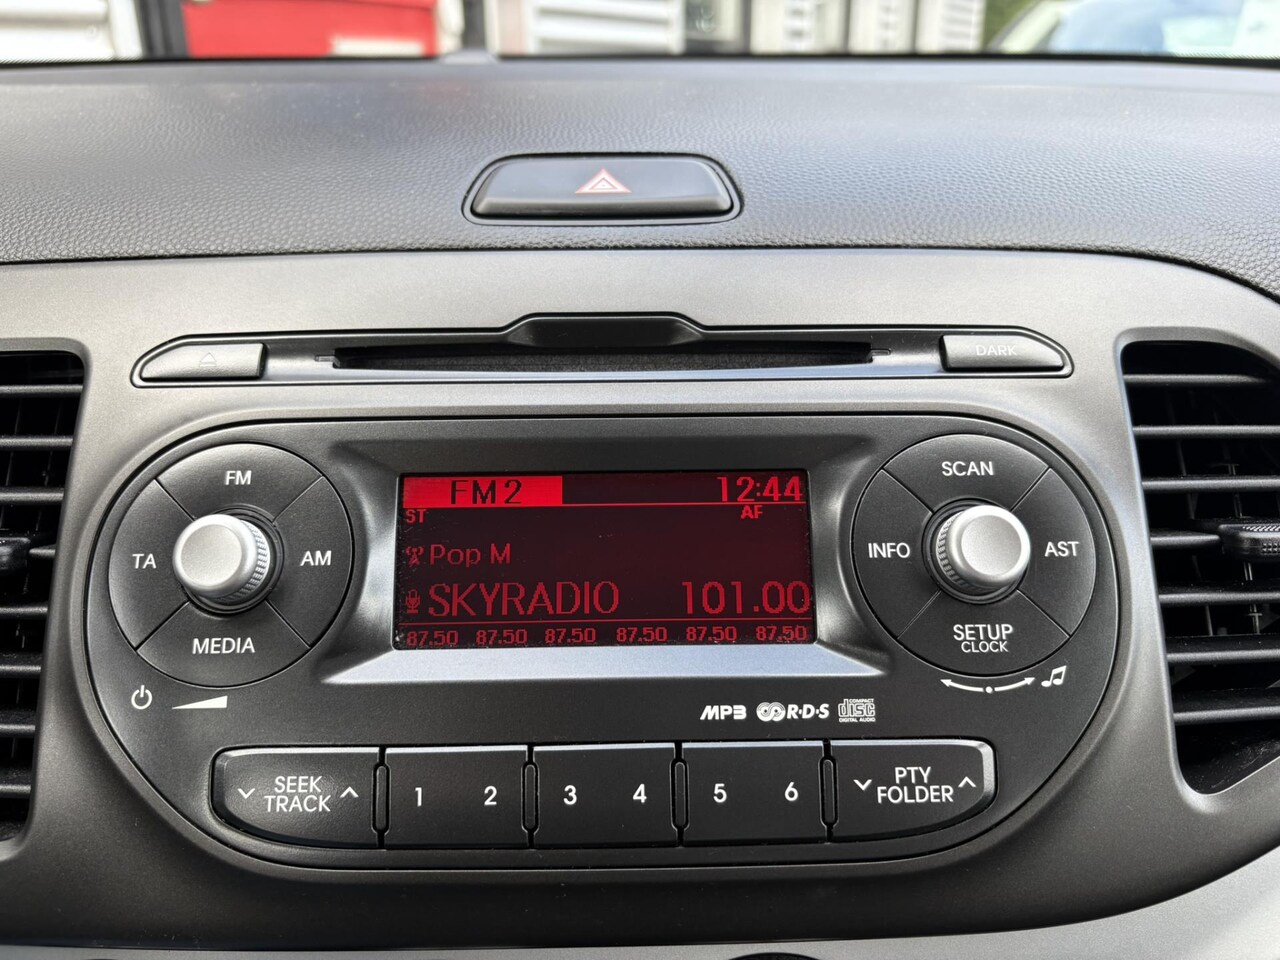 DARK
FM
TA
AM
MEDIA
FM2 12:44
ST AF
Pop M
SKYRADIO 101.00
87.50 87.50 87.50 87.50 87.50 87.50
SCAN
INFO
AST
SETUP
CLOCK
MP3 R·D·S COMPACT
disc
DIGITAL AUDIO
SEEK
TRACK
1 2 3 4 5 6
PTY
FOLDER